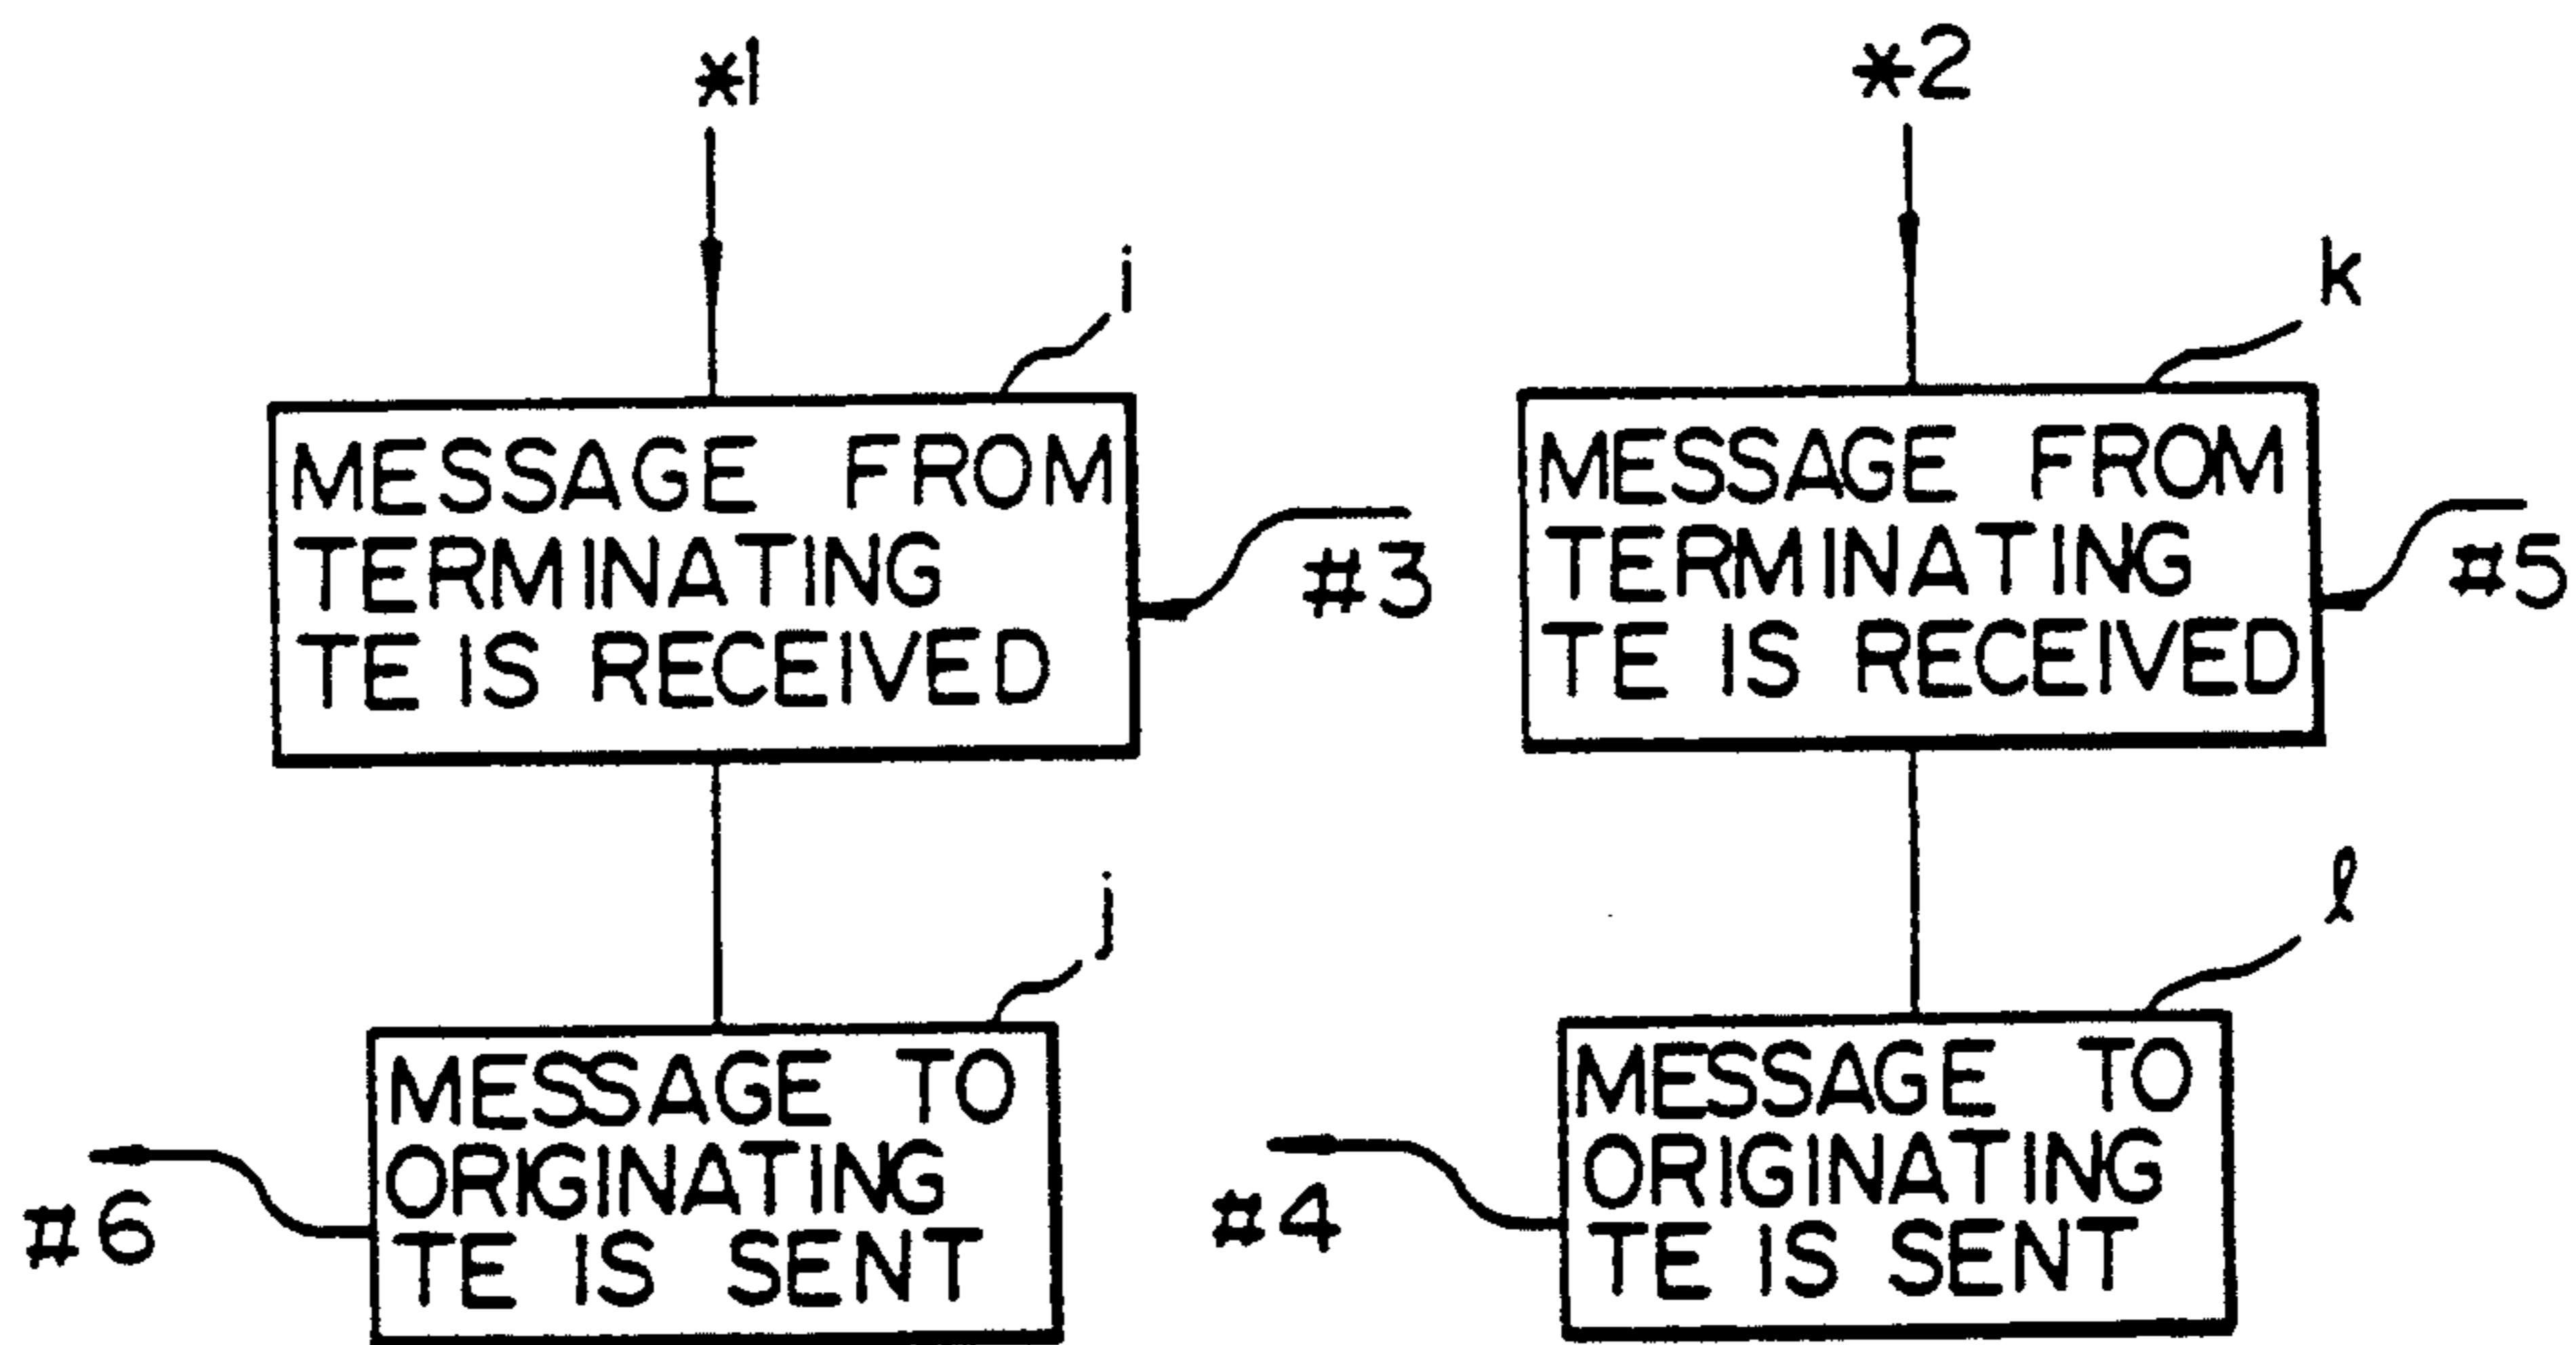 *1
*2
i
k
MESSAGE FROM
TERMINATING
TE IS RECEIVED
#3
MESSAGE FROM
TERMINATING
TE IS RECEIVED
#5
j
ℓ
MESSAGE TO
ORIGINATING
TE IS SENT
#6
MESSAGE TO
ORIGINATING
TE IS SENT
#4